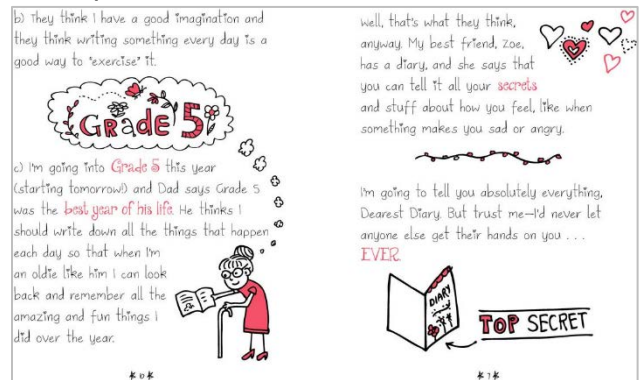 b) They think I have a good imagination and
they think writing something every day is a
good way to "exercise" it.
GRadE 5
c) I'm going into Grade 5 this year
(starting tomorrow!) and Dad says Grade 5
was the best year of his life. He thinks I
should write down all the things that happen
each day so that when I'm
an oldie like him I can look
back and remember all the
amazing and fun things I
did over the year.
6
Well, that's what they think,
anyway. My best friend, Zoe,
has a diary, and she says that
you can tell it all your secrets
and stuff about how you feel, like when
something makes you sad or angry.
I'm going to tell you absolutely everything,
Dearest Diary. But trust me—I'd never let
anyone else get their hands on you . . .
EVER.
DIARY
TOP SECRET
7